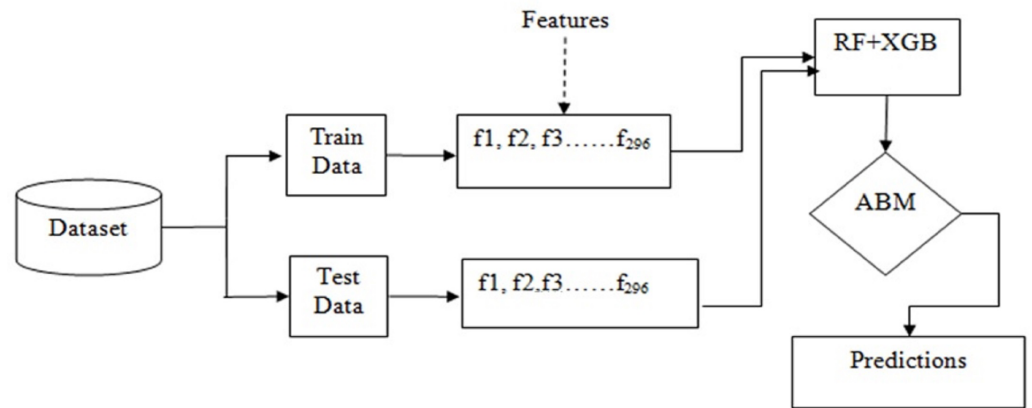 Features
RF+XGB
Train
Data
f1, f2, f3......f296
ABM
Dataset
Test
Data
f1, f2,f3......f296
Predictions